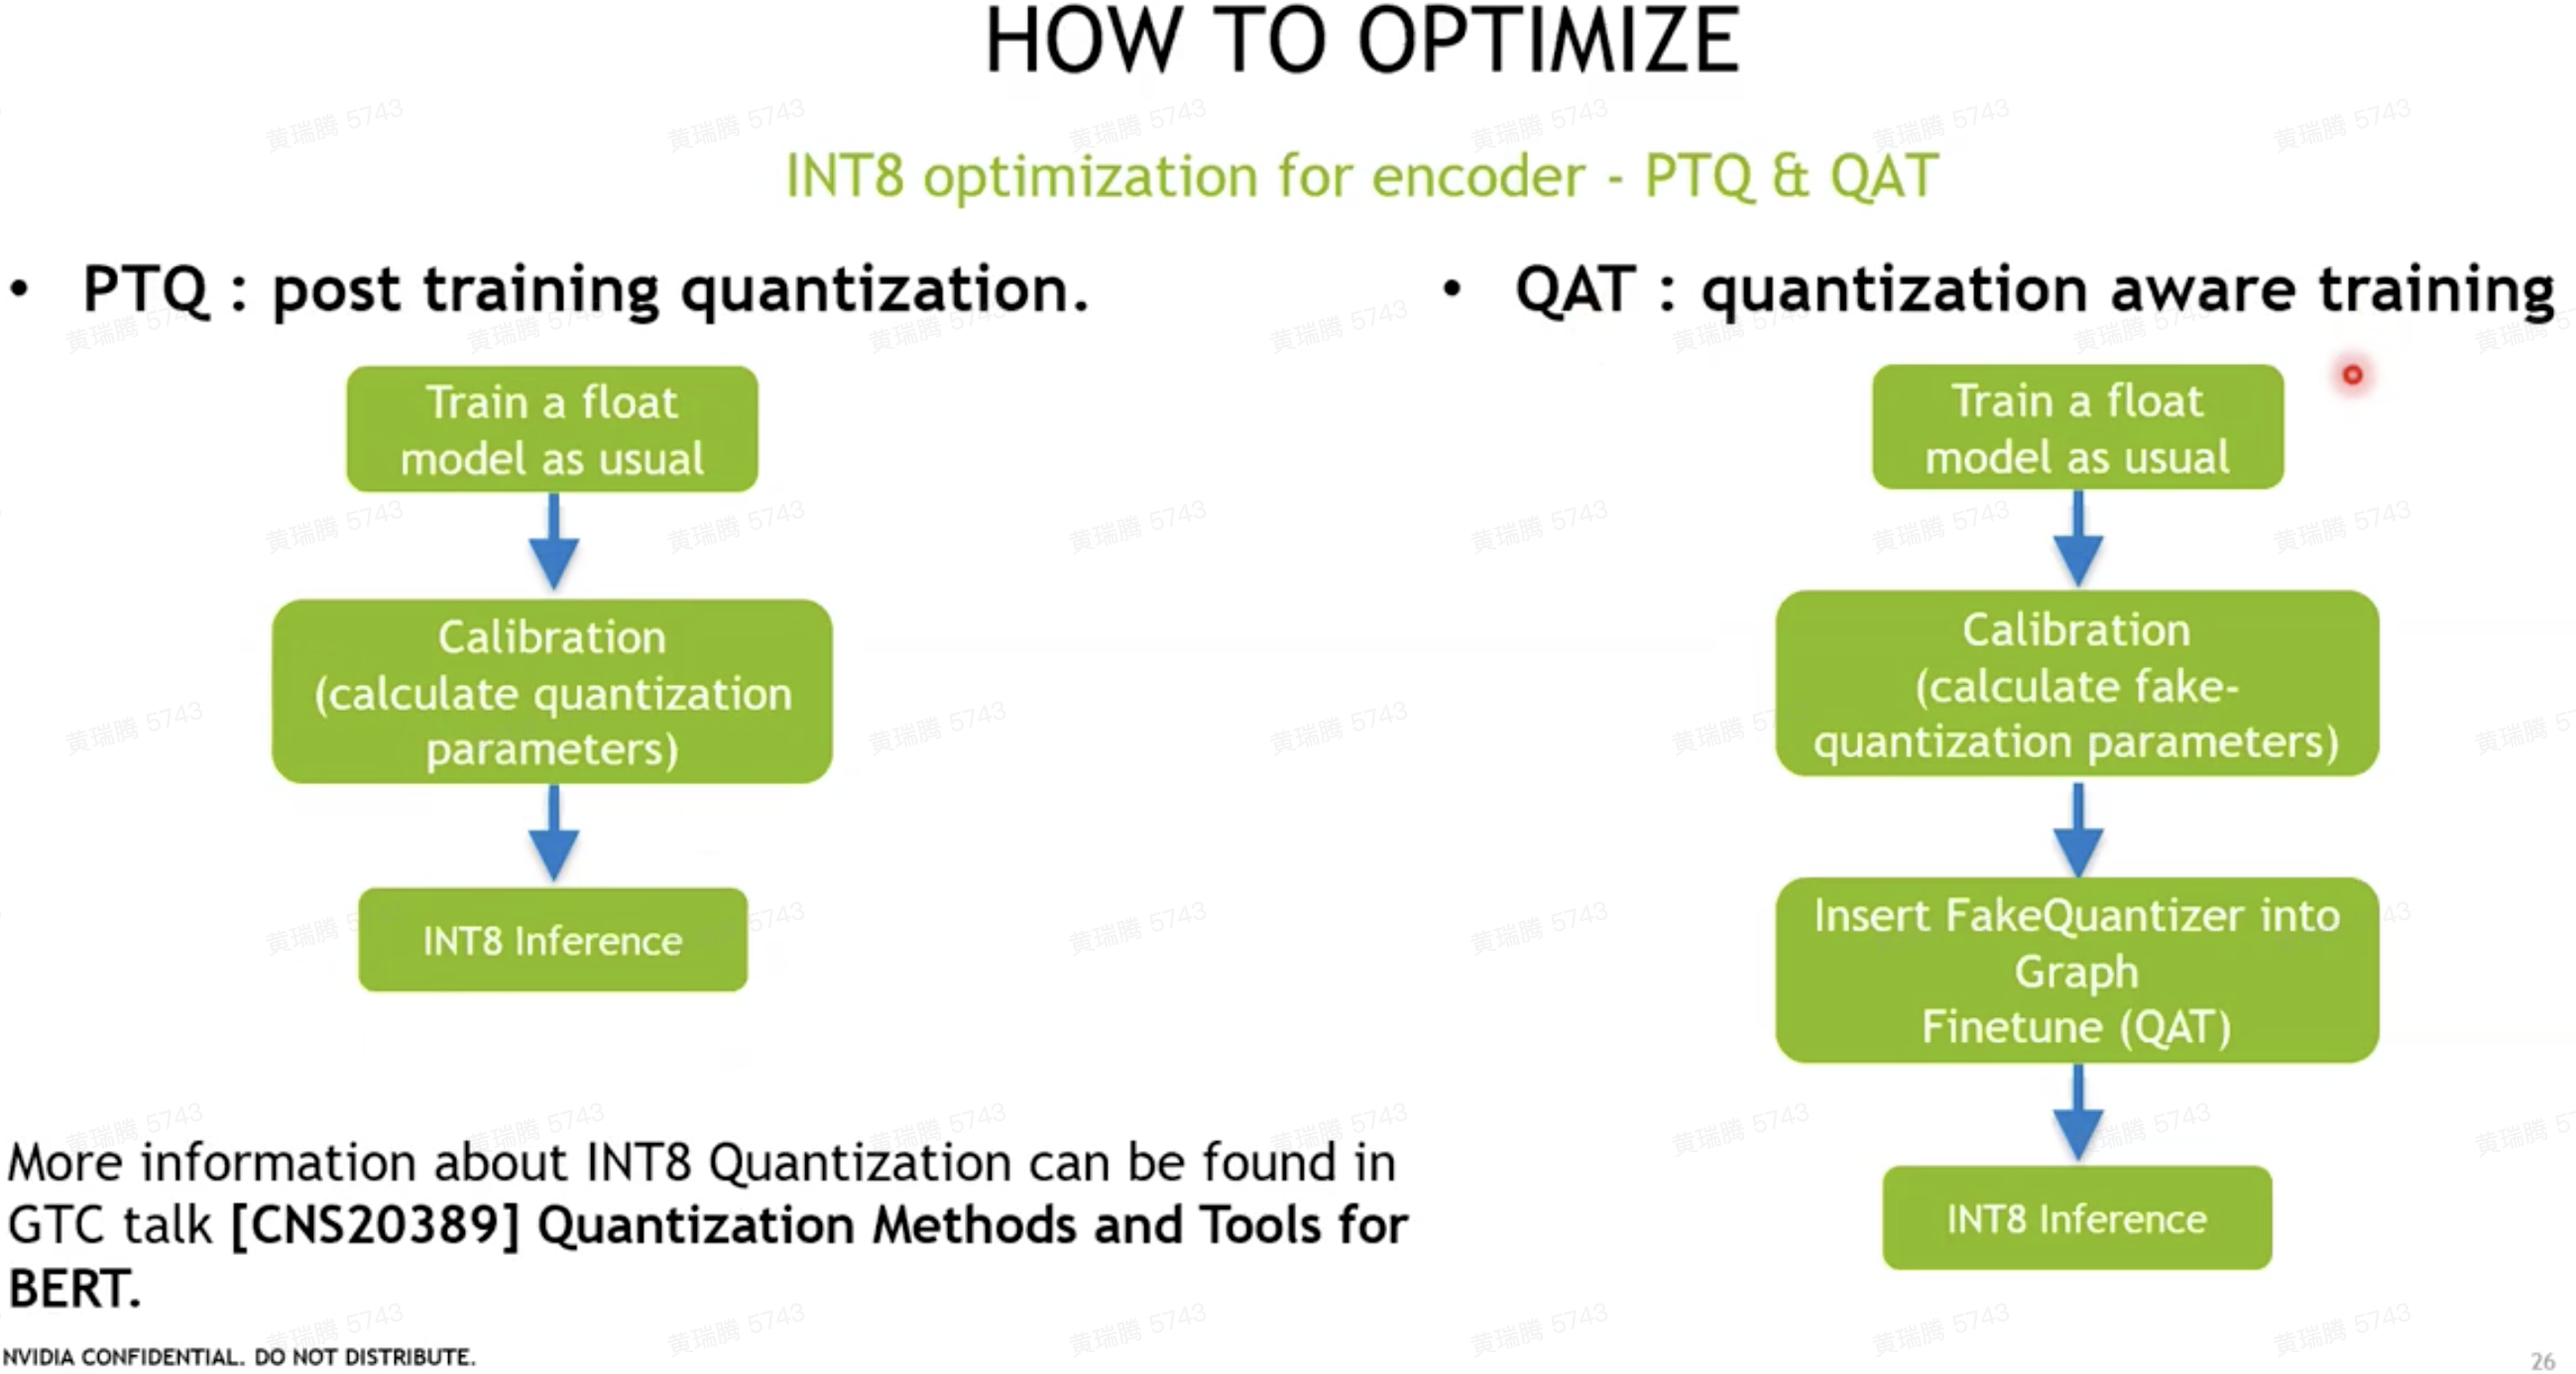 HOW TO OPTIMIZE
INT8 optimization for encoder - PTQ & QAT
• PTQ : post training quantization.
Train a float
model as usual
Calibration
(calculate quantization
parameters)
INT8 Inference
• QAT : quantization aware training
Train a float
model as usual
Calibration
(calculate fake-
quantization parameters)
Insert FakeQuantizer into
Graph
Finetune (QAT)
INT8 Inference
More information about INT8 Quantization can be found in
GTC talk [CNS20389] Quantization Methods and Tools for
BERT.
NVIDIA CONFIDENTIAL. DO NOT DISTRIBUTE.
26
黄瑞腾 5743